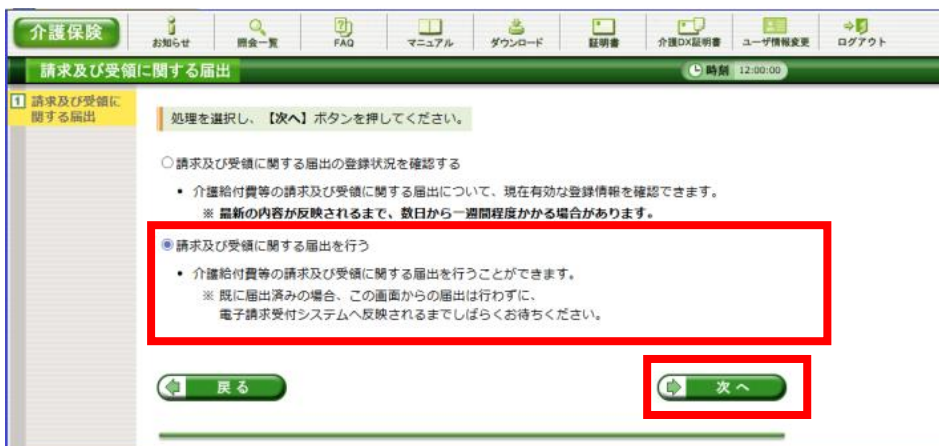 介護保険
お知らせ
照会一覧
FAQ
マニュアル
ダウンロード
証明書
介護DX証明書
ユーザ情報変更
ログアウト
請求及び受領に関する届出
時刻 12:00:00
1 請求及び受領に
関する届出
処理を選択し、【次へ】ボタンを押してください。
請求及び受領に関する届出の登録状況を確認する
• 介護給付費等の請求及び受領に関する届出について、現在有効な登録情報を確認できます。
※ 最新の内容が反映されるまで、数日から一週間程度かかる場合があります。
請求及び受領に関する届出を行う
• 介護給付費等の請求及び受領に関する届出を行うことができます。
※ 既に届出済みの場合、この画面からの届出は行わずに、
電子請求受付システムへ反映されるまでしばらくお待ちください。
戻る
次へ